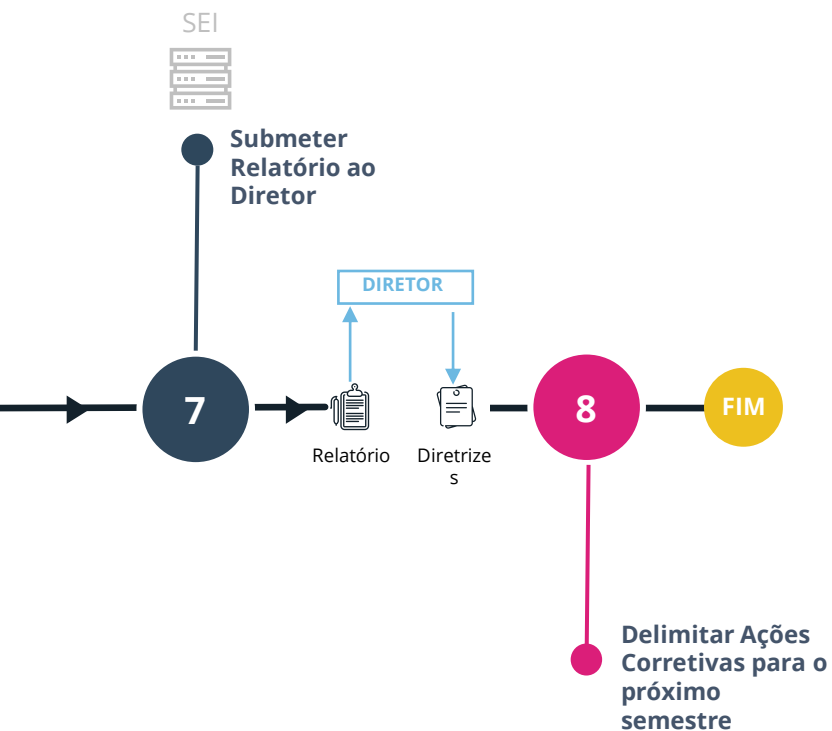 SEI
Submeter
Relatório ao
Diretor
DIRETOR
7
8
FIM
Relatório
Diretrize
s
Delimitar Ações
Corretivas para o
próximo
semestre